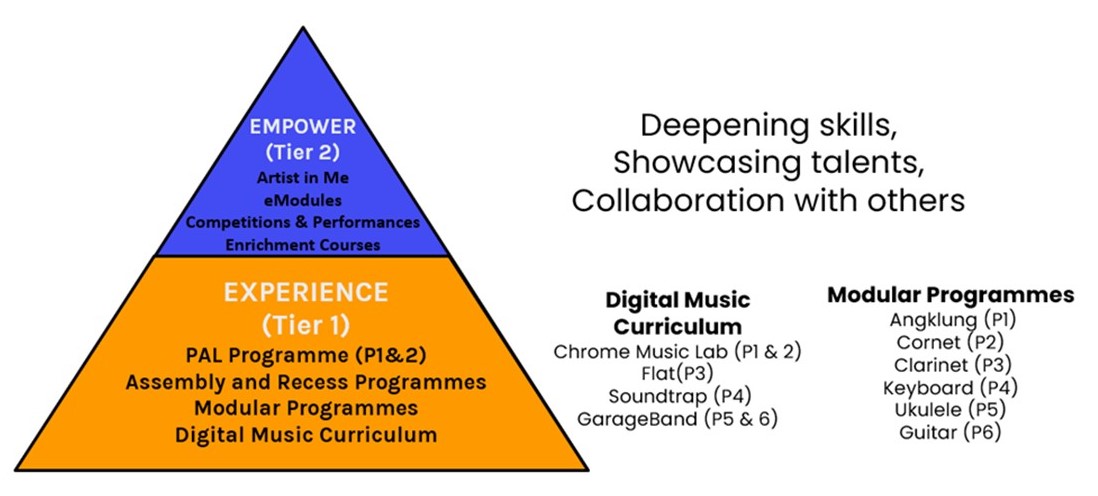 EMPOWER
(Tier 2)
Artist in Me
eModules
Competitions & Performances
Enrichment Courses
EXPERIENCE
(Tier 1)
PAL Programme (P1&2)
Assembly and Recess Programmes
Modular Programmes
Digital Music Curriculum
Deepening skills,
Showcasing talents,
Collaboration with others
Digital Music
Curriculum
Chrome Music Lab (P1 & 2)
Flat(P3)
Soundtrap (P4)
GarageBand (P5 & 6)
Modular Programmes
Angklung (P1)
Cornet (P2)
Clarinet (P3)
Keyboard (P4)
Ukulele (P5)
Guitar (P6)